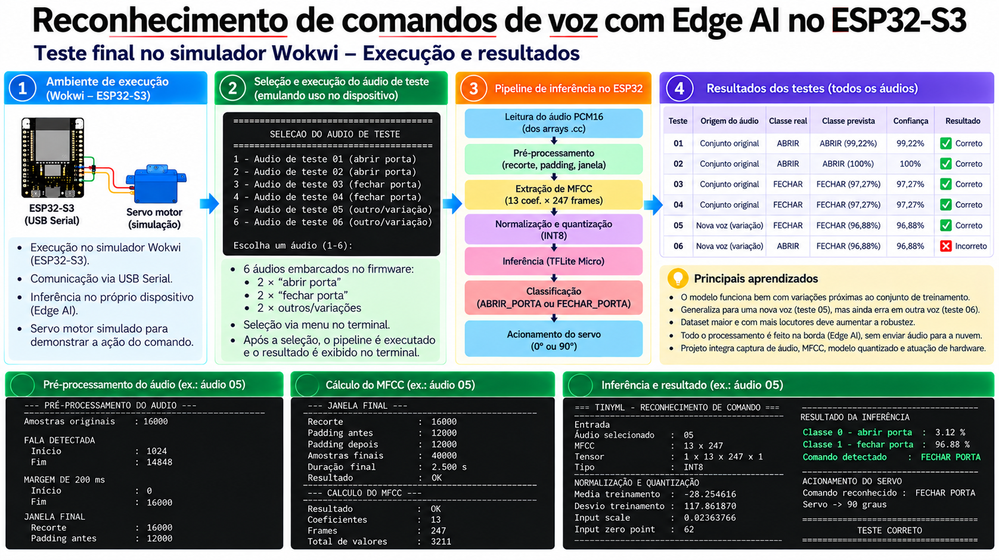 Reconhecimento de comandos de voz com Edge AI no ESP32-S3
Teste final no simulador Wokwi – Execução e resultados
1 Ambiente de execução
(Wokwi – ESP32-S3)
ESP32-S3
(USB Serial)
Servo motor
(simulação)
• Execução no simulador Wokwi
(ESP32-S3).
• Comunicação via USB Serial.
• Inferência no próprio dispositivo
(Edge AI).
• Servo motor simulado para
demonstrar a ação do comando.
2 Seleção e execução do áudio de teste
(emulando uso no dispositivo)
=====================================
SELECAO DO AUDIO DE TESTE
=====================================
1 - Audio de teste 01 (abrir porta)
2 - Audio de teste 02 (abrir porta)
3 - Audio de teste 03 (fechar porta)
4 - Audio de teste 04 (fechar porta)
5 - Audio de teste 05 (outro/variação)
6 - Audio de teste 06 (outro/variação)
Escolha um áudio (1-6):
• 6 áudios embarcados no firmware:
• 2 × “abrir porta”
• 2 × “fechar porta”
• 2 × outros/variações
• Seleção via menu no terminal.
• Após a seleção, o pipeline é executado
e o resultado é exibido no terminal.
3 Pipeline de inferência no ESP32
Leitura do áudio PCM16
(dos arrays .cc)
Pré-processamento
(recorte, padding, janela)
Extração de MFCC
(13 coef. × 247 frames)
Normalização e quantização
(INT8)
Inferência (TFLite Micro)
Classificação
(ABRIR_PORTA ou FECHAR_PORTA)
Acionamento do servo
(0° ou 90°)
4 Resultados dos testes (todos os áudios)
Teste Origem do áudio Classe real Classe prevista Confiança Resultado
01 Conjunto original ABRIR ABRIR (99,22%) 99,22% Correto
02 Conjunto original ABRIR ABRIR (100%) 100% Correto
03 Conjunto original FECHAR FECHAR (97,27%) 97,27% Correto
04 Conjunto original FECHAR FECHAR (97,27%) 97,27% Correto
05 Nova voz (variação) FECHAR FECHAR (96,88%) 96,88% Correto
06 Nova voz (variação) ABRIR FECHAR (96,88%) 96,88% Incorreto
Principais aprendizados
• O modelo funciona bem com variações próximas ao conjunto de treinamento.
• Generaliza para uma nova voz (teste 05), mas ainda erra em outra voz (teste 06).
• Dataset maior e com mais locutores deve aumentar a robustez.
• Todo o processamento é feito na borda (Edge AI), sem enviar áudio para a nuvem.
• Projeto integra captura de áudio, MFCC, modelo quantizado e atuação de hardware.
Pré-processamento do áudio (ex.: áudio 05)
--- PRÉ-PROCESSAMENTO DO AUDIO ---
Amostras originais : 16000
FALA DETECTADA
Início : 1024
Fim : 14848
MARGEM DE 200 ms
Início : 0
Fim : 16000
JANELA FINAL
Recorte : 16000
Padding antes : 12000
Cálculo do MFCC (ex.: áudio 05)
--- JANELA FINAL ---
Recorte : 16000
Padding antes : 12000
Padding depois : 12000
Amostras finais : 40000
Duração final : 2.500 s
Resultado : OK
--- CALCULO DO MFCC ---
Resultado : OK
Coeficientes : 13
Frames : 247
Total de valores : 3211
Inferência e resultado (ex.: áudio 05)
=== TINYML - RECONHECIMENTO DE COMANDO ===
Entrada
Áudio selecionado : 05
MFCC : 13 x 247
Tensor : 1 x 13 x 247 x 1
Tipo : INT8
NORMALIZAÇÃO E QUANTIZAÇÃO
Media treinamento : -28.254616
Desvio treinamento : 117.861870
Input scale : 0.02363766
Input zero point : 62
RESULTADO DA INFERÊNCIA
Classe 0 - abrir porta : 3.12 %
Classe 1 - fechar porta : 96.88 %
Comando detectado : FECHAR PORTA
ACIONAMENTO DO SERVO
Comando reconhecido : FECHAR PORTA
Servo -> 90 graus
TESTE CORRETO